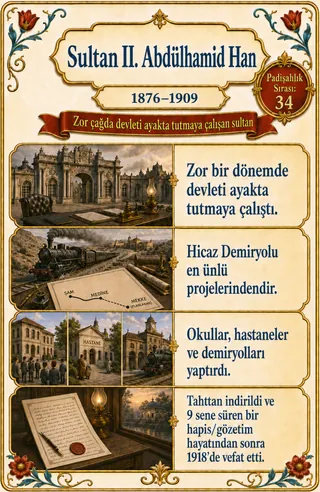 Sultan II. Abdülhamid Han
Padişahlık
Sırası:
34
1876–1909
Zor çağda devleti ayakta tutmaya çalışan sultan
Zor bir dönemde
devleti ayakta
tutmaya çalıştı.
ŞAM
MEDİNE
MEKKE
Hicaz Demiryolu
en ünlü
projelerindendir.
HASTANE
Okullar, hastaneler
ve demiryolları
yaptırdı.
Tahttan indirildi ve
9 sene süren bir
hapis/gözetim
hayatından sonra
1918'de vefat etti.